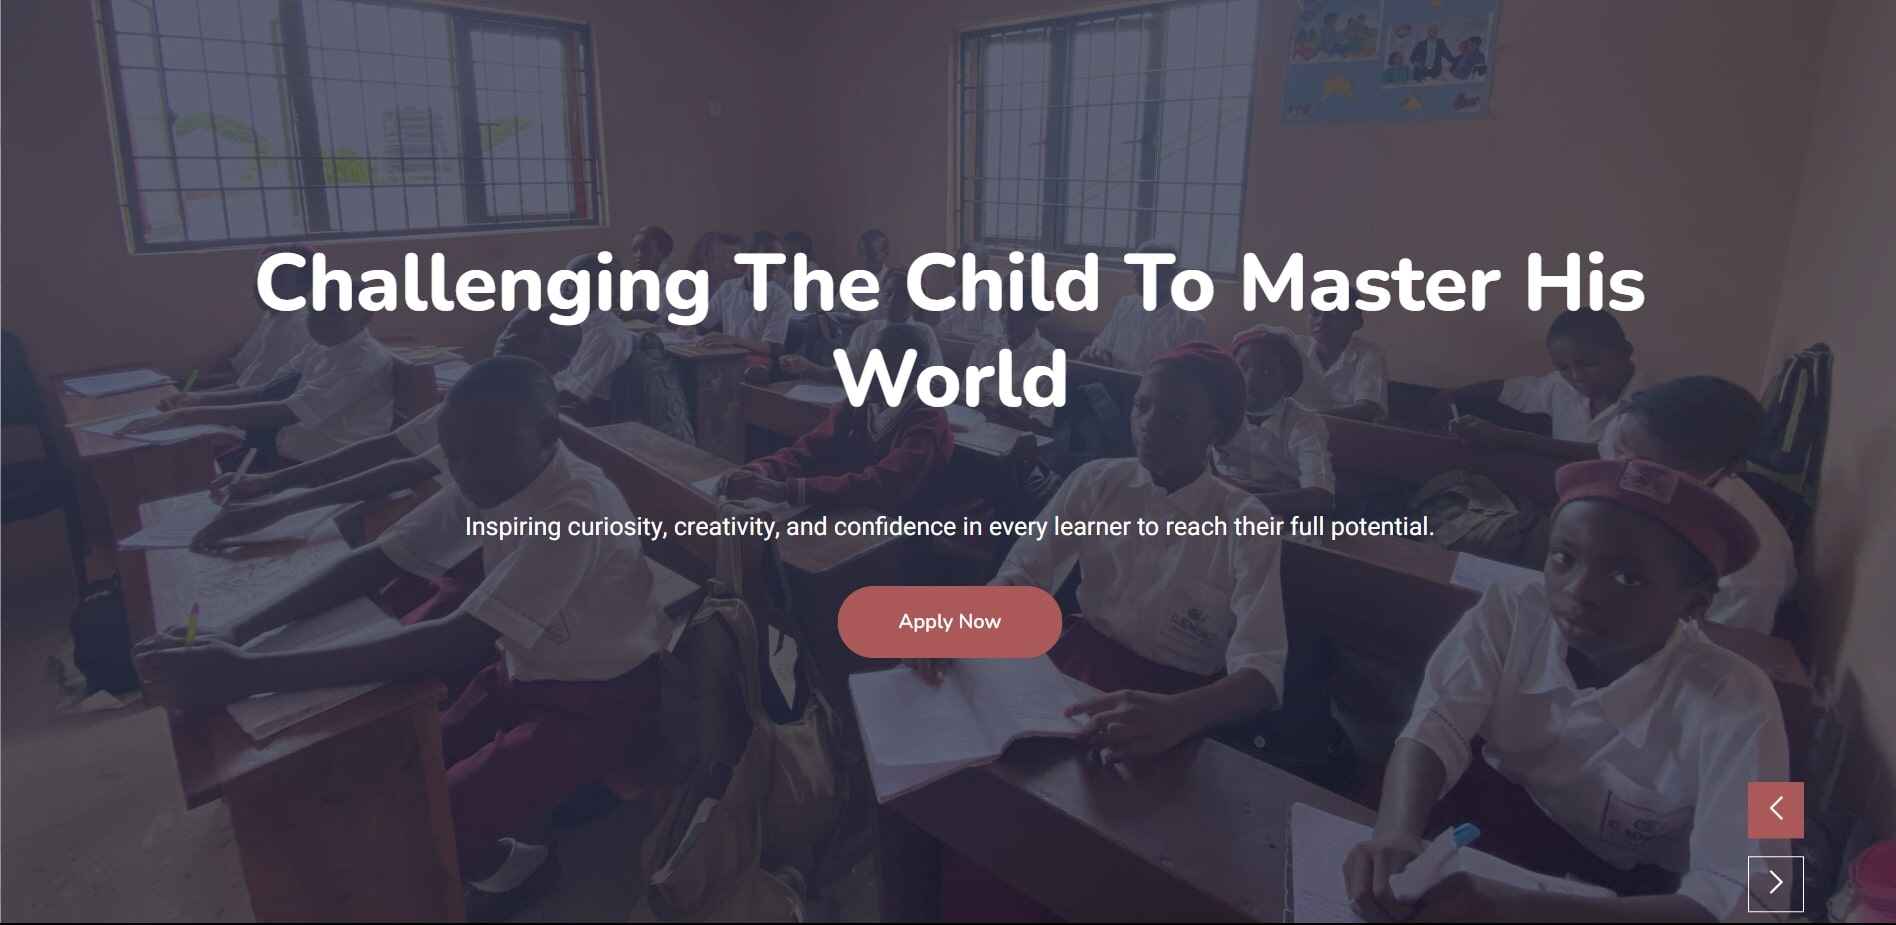 Challenging The Child To Master His
World
Inspiring curiosity, creativity, and confidence in every learner to reach their full potential.
Apply Now